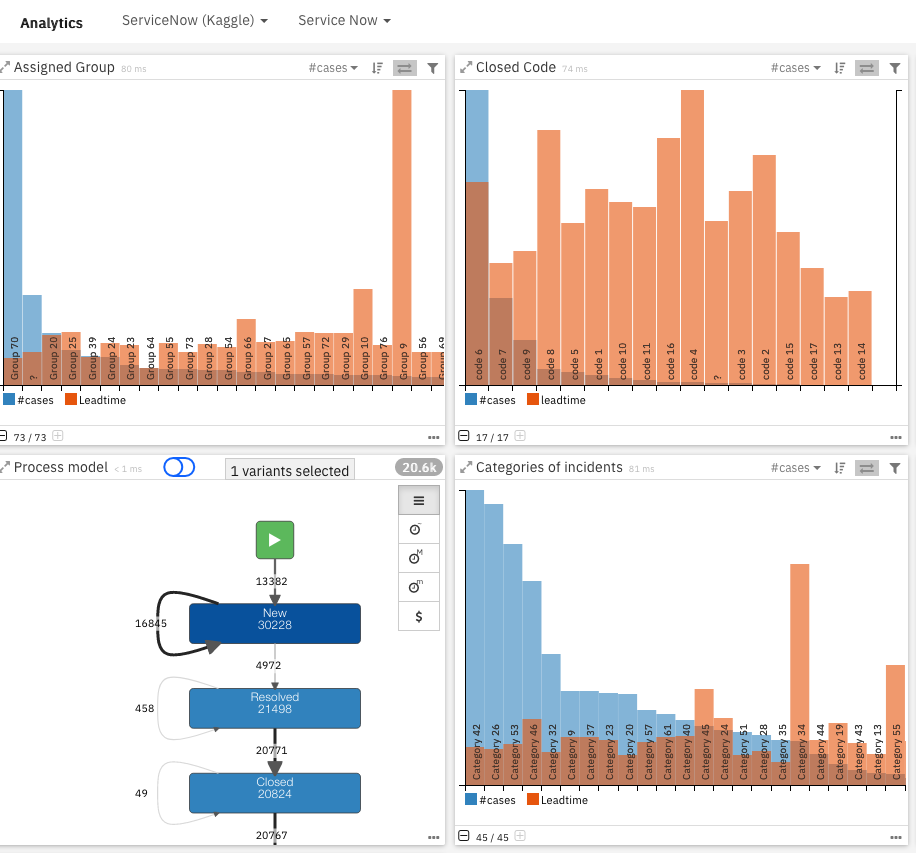 Analytics ServiceNow (Kaggle) Service Now
Assigned Group 80 ms #cases
Group 70
?
Group 20
Group 25
Group 39
Group 24
Group 23
Group 64
Group 55
Group 73
Group 28
Group 54
Group 66
Group 27
Group 65
Group 57
Group 72
Group 29
Group 10
Group 76
Group 9
Group 56
Group 69
#cases Leadtime
73 / 73
Closed Code 74 ms #cases
code 6
code 7
code 9
code 8
code 5
code 1
code 10
code 11
code 16
code 4
?
code 3
code 2
code 15
code 17
code 13
code 14
#cases leadtime
17 / 17
Process model < 1 ms 1 variants selected 20.6k
13382
New
30228
16845
4972
Resolved
21498
458
20771
Closed
20824
49
20767
M
m
$
Categories of incidents 81 ms #cases
Category 42
Category 26
Category 53
Category 46
Category 32
Category 9
Category 37
Category 23
Category 20
Category 57
Category 61
Category 40
Category 45
Category 24
Category 51
Category 28
Category 35
Category 34
Category 44
Category 19
Category 43
Category 13
Category 55
#cases Leadtime
45 / 45